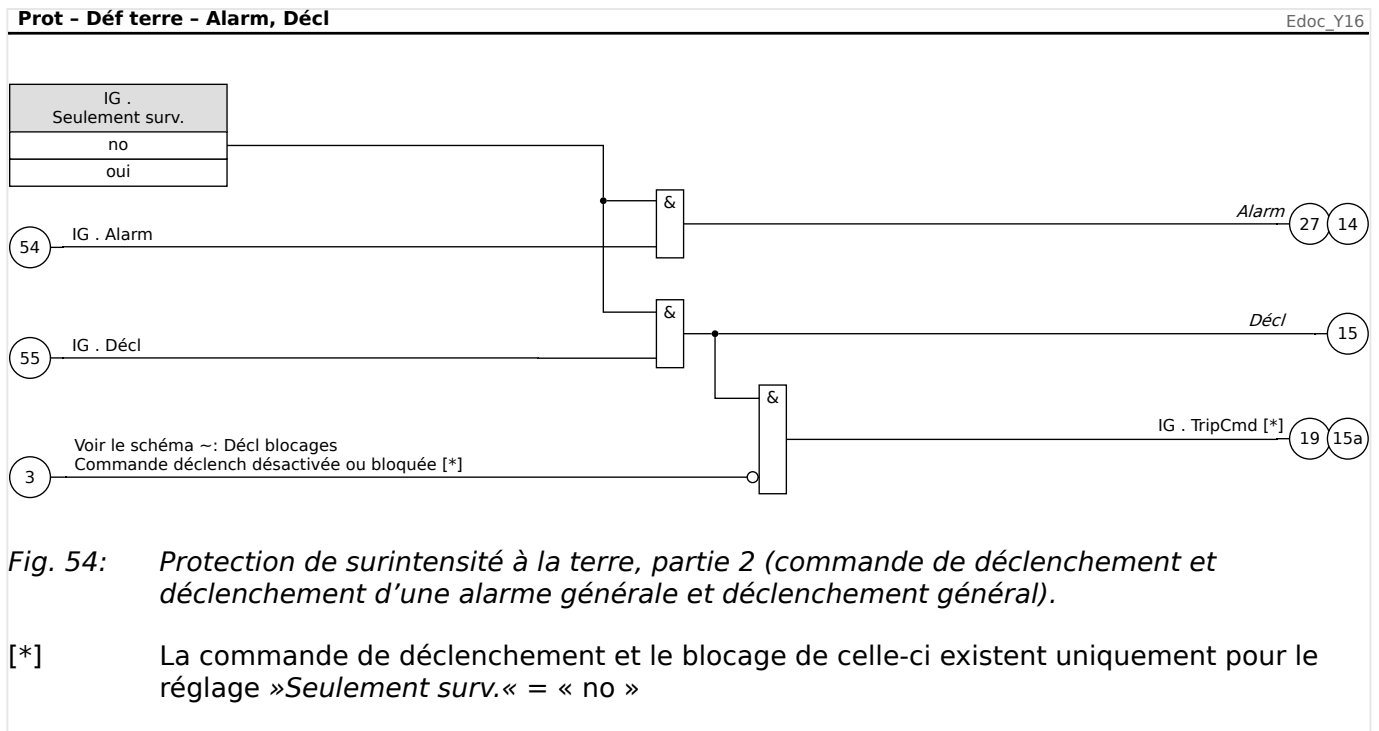 Prot – Déf terre – Alarm, Décl
Edoc_Y16
IG .
Seulement surv.
no
oui
&
Alarm
27
14
54
IG . Alarm
&
Décl
15
55
IG . Décl
&
IG . TripCmd [*]
19
15a
Voir le schéma ~: Décl blocages
Commande déclench désactivée ou bloquée [*]
3
Fig. 54: Protection de surintensité à la terre, partie 2 (commande de déclenchement et
déclenchement d’une alarme générale et déclenchement général).
[*] La commande de déclenchement et le blocage de celle-ci existent uniquement pour le
réglage »Seulement surv.« = « no »